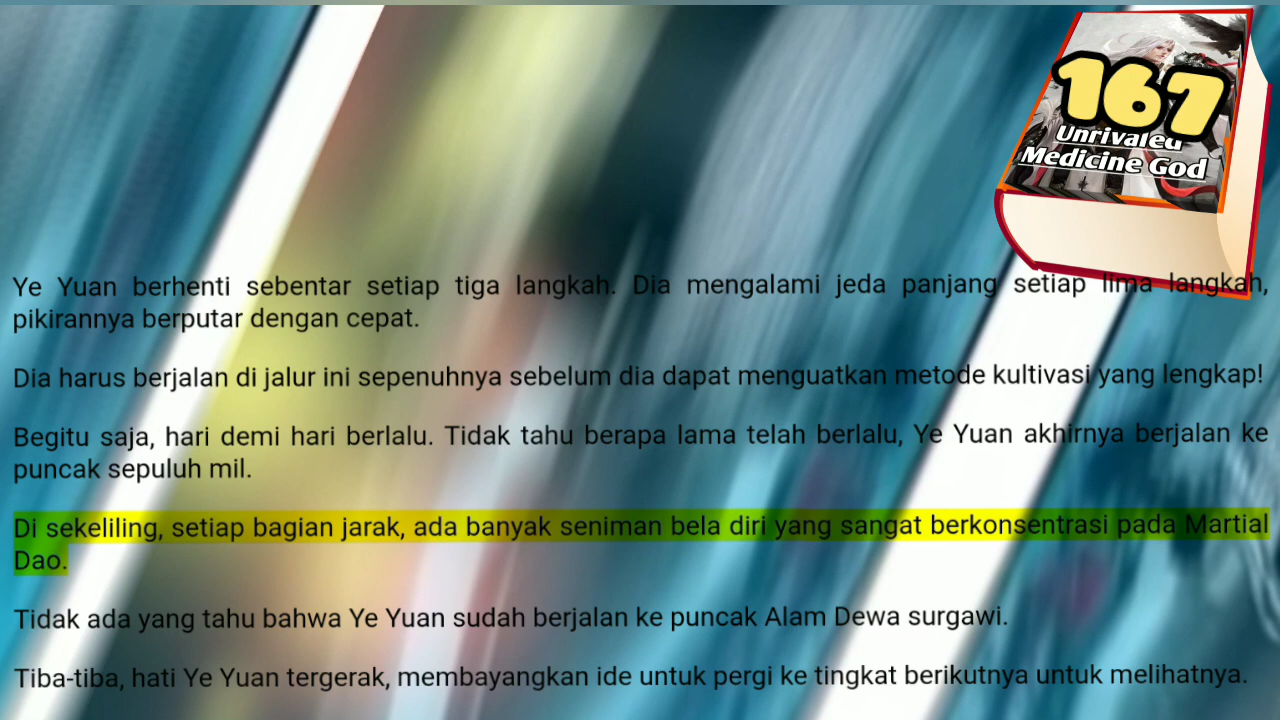 167
Unrivaled
Medicine God
Ye Yuan berhenti sebentar setiap tiga langkah. Dia mengalami jeda panjang setiap lima langkah,
pikirannya berputar dengan cepat.
Dia harus berjalan di jalur ini sepenuhnya sebelum dia dapat menguatkan metode kultivasi yang lengkap!
Begitu saja, hari demi hari berlalu. Tidak tahu berapa lama telah berlalu, Ye Yuan akhirnya berjalan ke
puncak sepuluh mil.
Di sekeliling, setiap bagian jarak, ada banyak seniman bela diri yang sangat berkonsentrasi pada Martial
Dao.
Tidak ada yang tahu bahwa Ye Yuan sudah berjalan ke puncak Alam Dewa surgawi.
Tiba-tiba, hati Ye Yuan tergerak, membayangkan ide untuk pergi ke tingkat berikutnya untuk melihatnya.